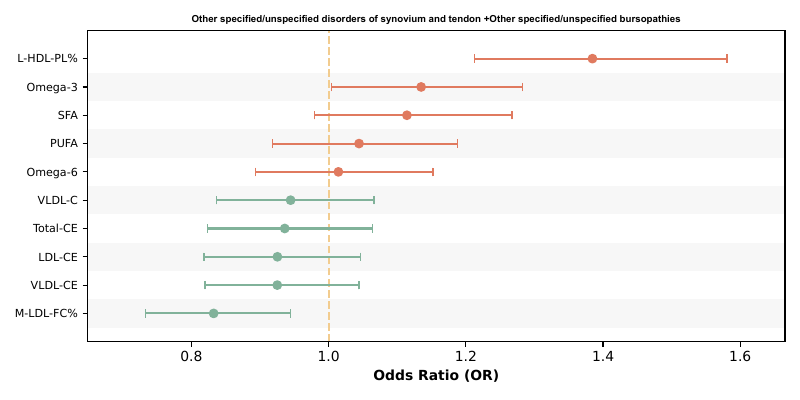 Other specified/unspecified disorders of synovium and tendon +Other specified/unspecified bursopathies
L-HDL-PL%
Omega-3
SFA
PUFA
Omega-6
VLDL-C
Total-CE
LDL-CE
VLDL-CE
M-LDL-FC%
0.8 1.0 1.2 1.4 1.6
Odds Ratio (OR)